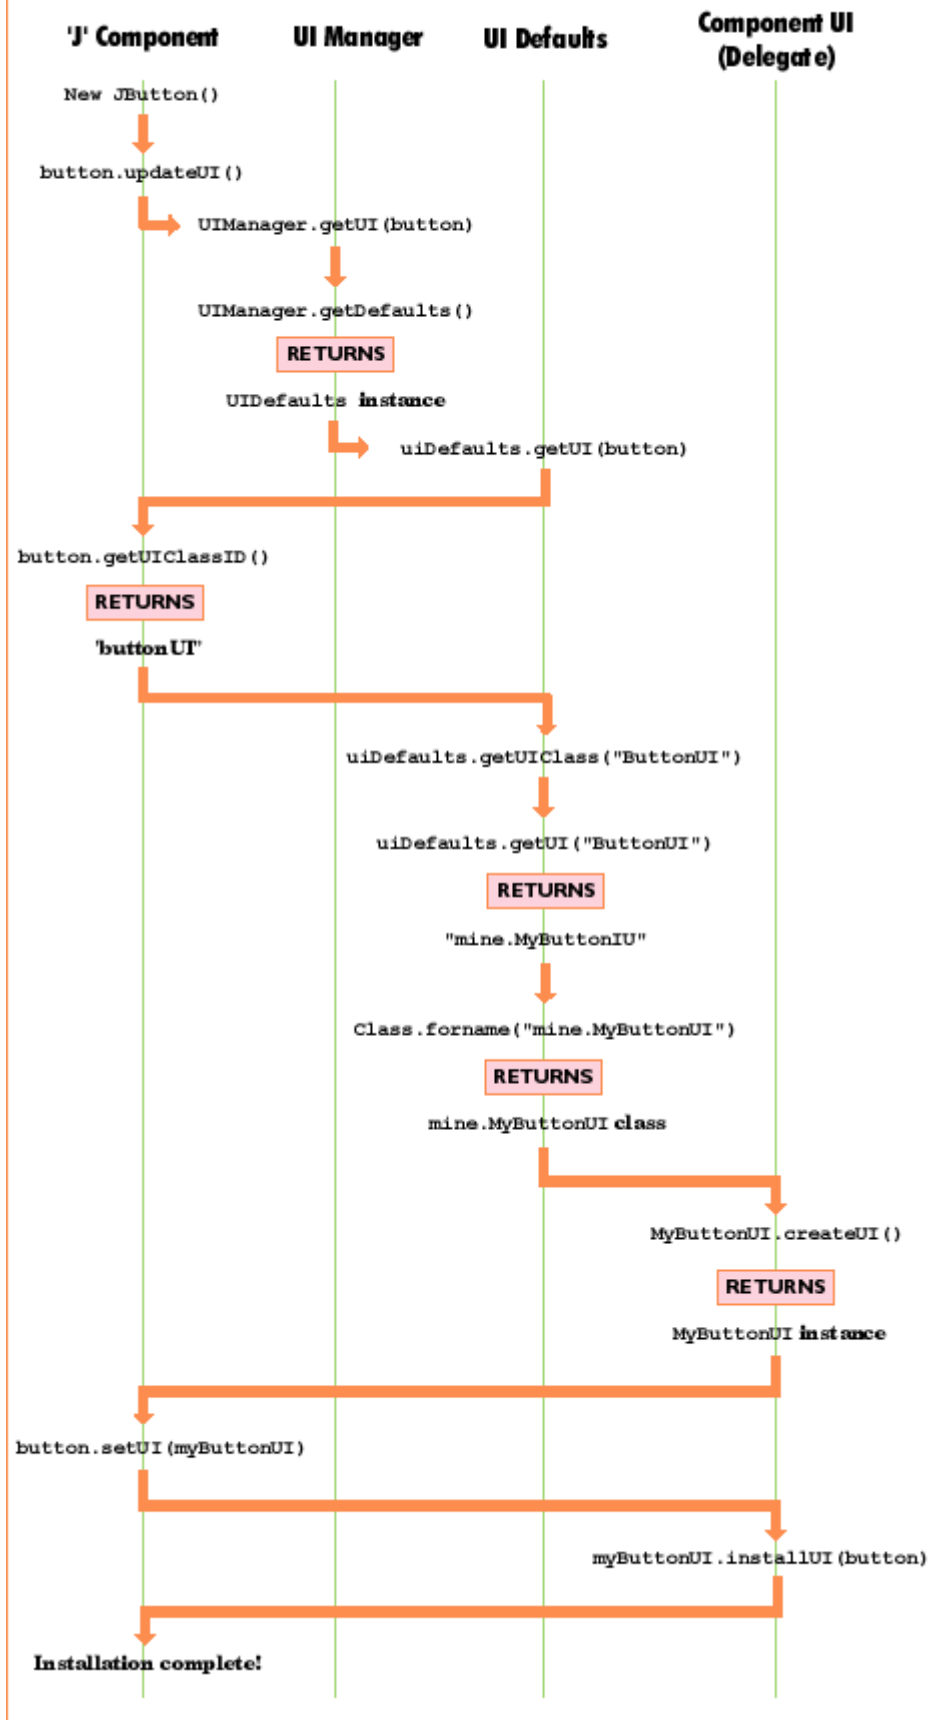 'J' Component
UI Manager
UI Defaults
Component UI
(Delegate)
New JButton()
button.updateUI()
UIManager.getUI(button)
UIManager.getDefaults()
RETURNS
UIDefaults instance
uiDefaults.getUI(button)
button.getUIClassID()
RETURNS
"buttonUI"
uiDefaults.getUIClass("ButtonUI")
uiDefaults.getUI("ButtonUI")
RETURNS
"mine.MyButtonIU"
Class.forname("mine.MyButtonUI")
RETURNS
mine.MyButtonUI class
MyButtonUI.createUI()
RETURNS
MyButtonUI instance
button.setUI(myButtonUI)
myButtonUI.installUI(button)
Installation complete!